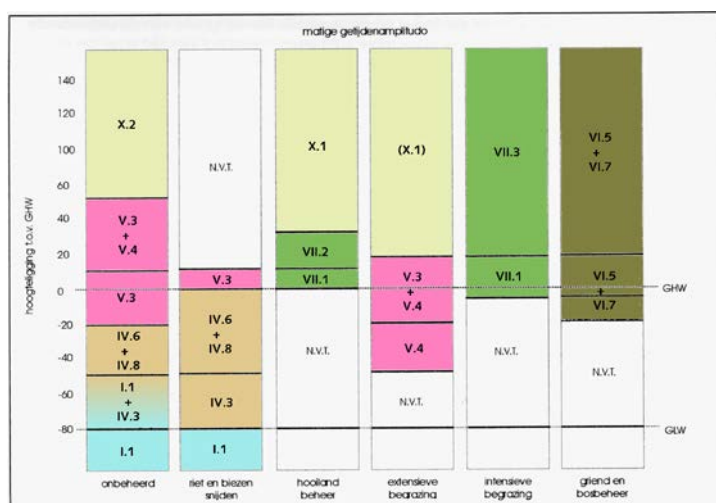 matige getijdenamplitudo
hoogteligging t.o.v. GHW
140
120
100
60
40
20
0
-20
-40
-60
-80
X.2
V.3
+
V.4
V.3
IV.6
+
IV.8
I.1
+
IV.3
I.1
onbeheerd
N.V.T.
V.3
IV.6
+
IV.8
IV.3
I.1
riet en biezen
snijden
X.1
VII.2
VII.1
N.V.T.
hooiland
beheer
(X.1)
V.3
+
V.4
V.4
N.V.T.
extensieve
begrazing
VII.3
VII.1
N.V.T.
intensieve
begrazing
VI.5
+
VI.7
VI.5
+
VI.7
N.V.T.
griend en
bosbeheer
GHW
GLW